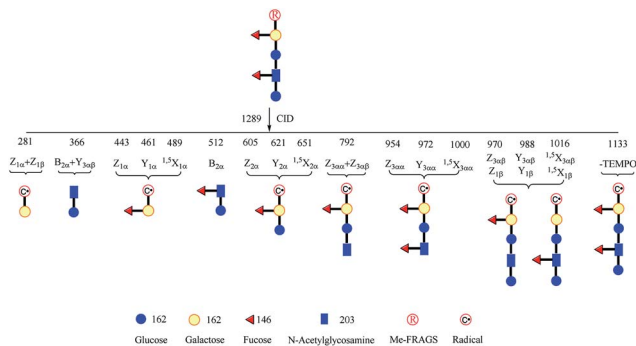 R
1289 CID
281 366 443 461 489 512 605 621 651 792 954 972 1000 970 988 1016 1133
Z1α+Z1β B2α+Y3αβ Z1α Y1α 1,5X1α B2α Z2α Y2α 1,5X2α Z3αα+Z3αβ Z3αα Y3αα 1,5X3αα Z3αβ Y3αβ 1,5X3αβ -TEMPO
Z1β Y1β 1,5X1β
C• C• C• C• C• C• C• C•
162 162 146 203 R C•
Glucose Galactose Fucose N-Acetylglycosamine Me-FRAGS Radical